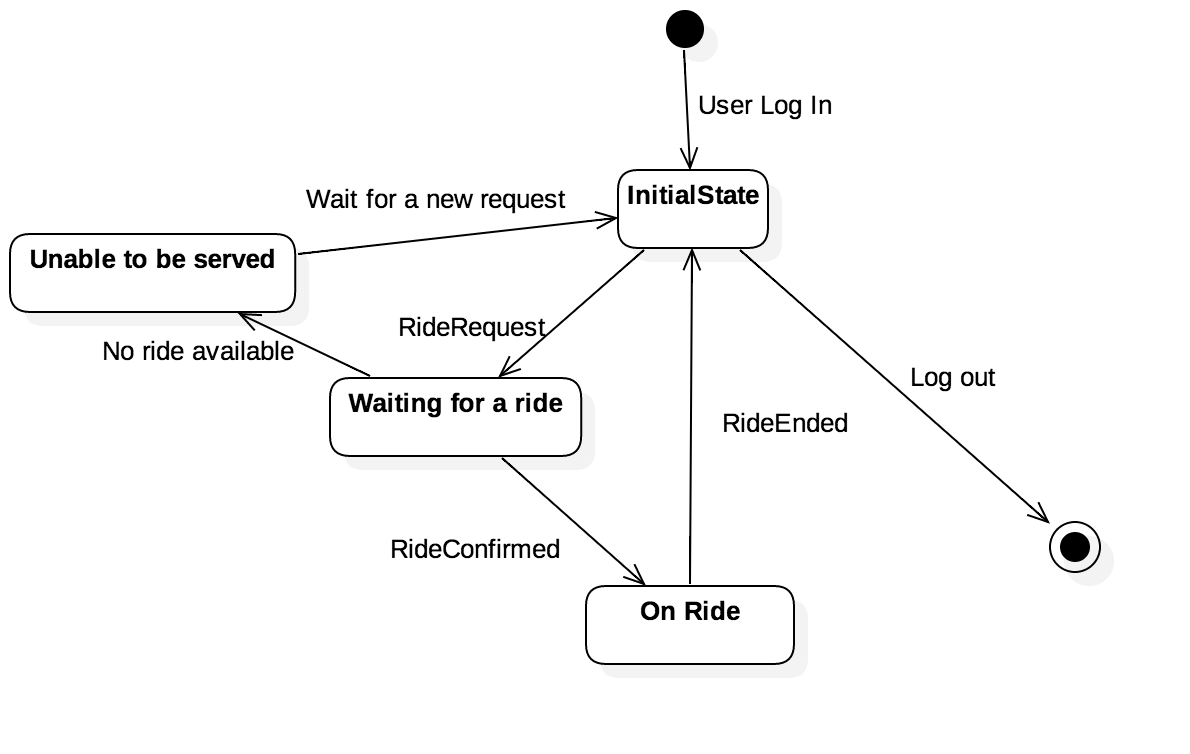 User Log In
InitialState
Wait for a new request
Unable to be served
RideRequest
No ride available
Log out
Waiting for a ride
RideEnded
RideConfirmed
On Ride